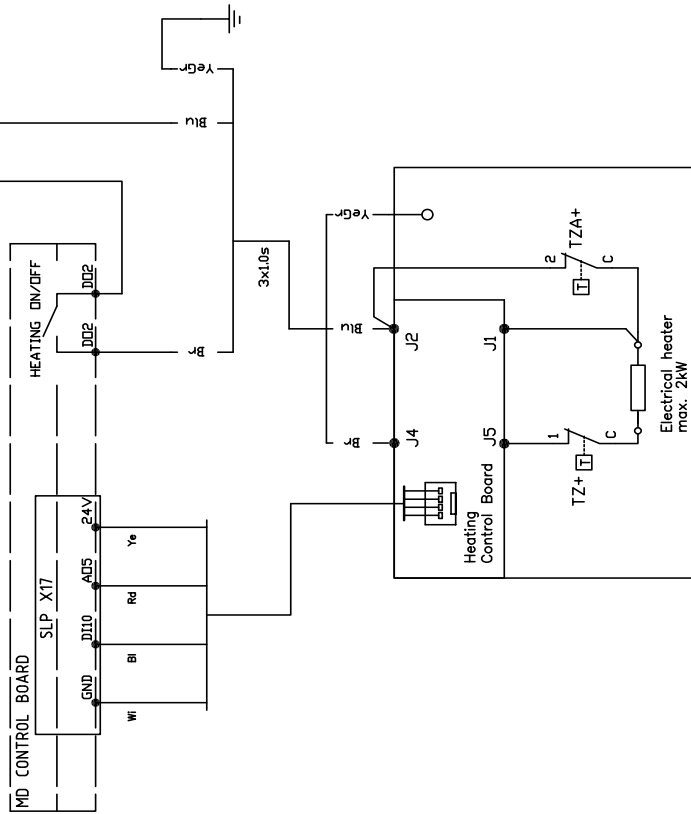 YeGr
Blu
3x1.0s
HEATING ON/OFF
DO2
DO2
Br
YeGr
Blu
Br
2
TZA+
C
T
J2
J1
J4
J5
1
TZ+
C
T
Electrical heater
max. 2kW
Heating
Control Board
MD CONTROL BOARD
SLP X17
24V
AO5
DI10
GND
Ye
Rd
Bl
Wi